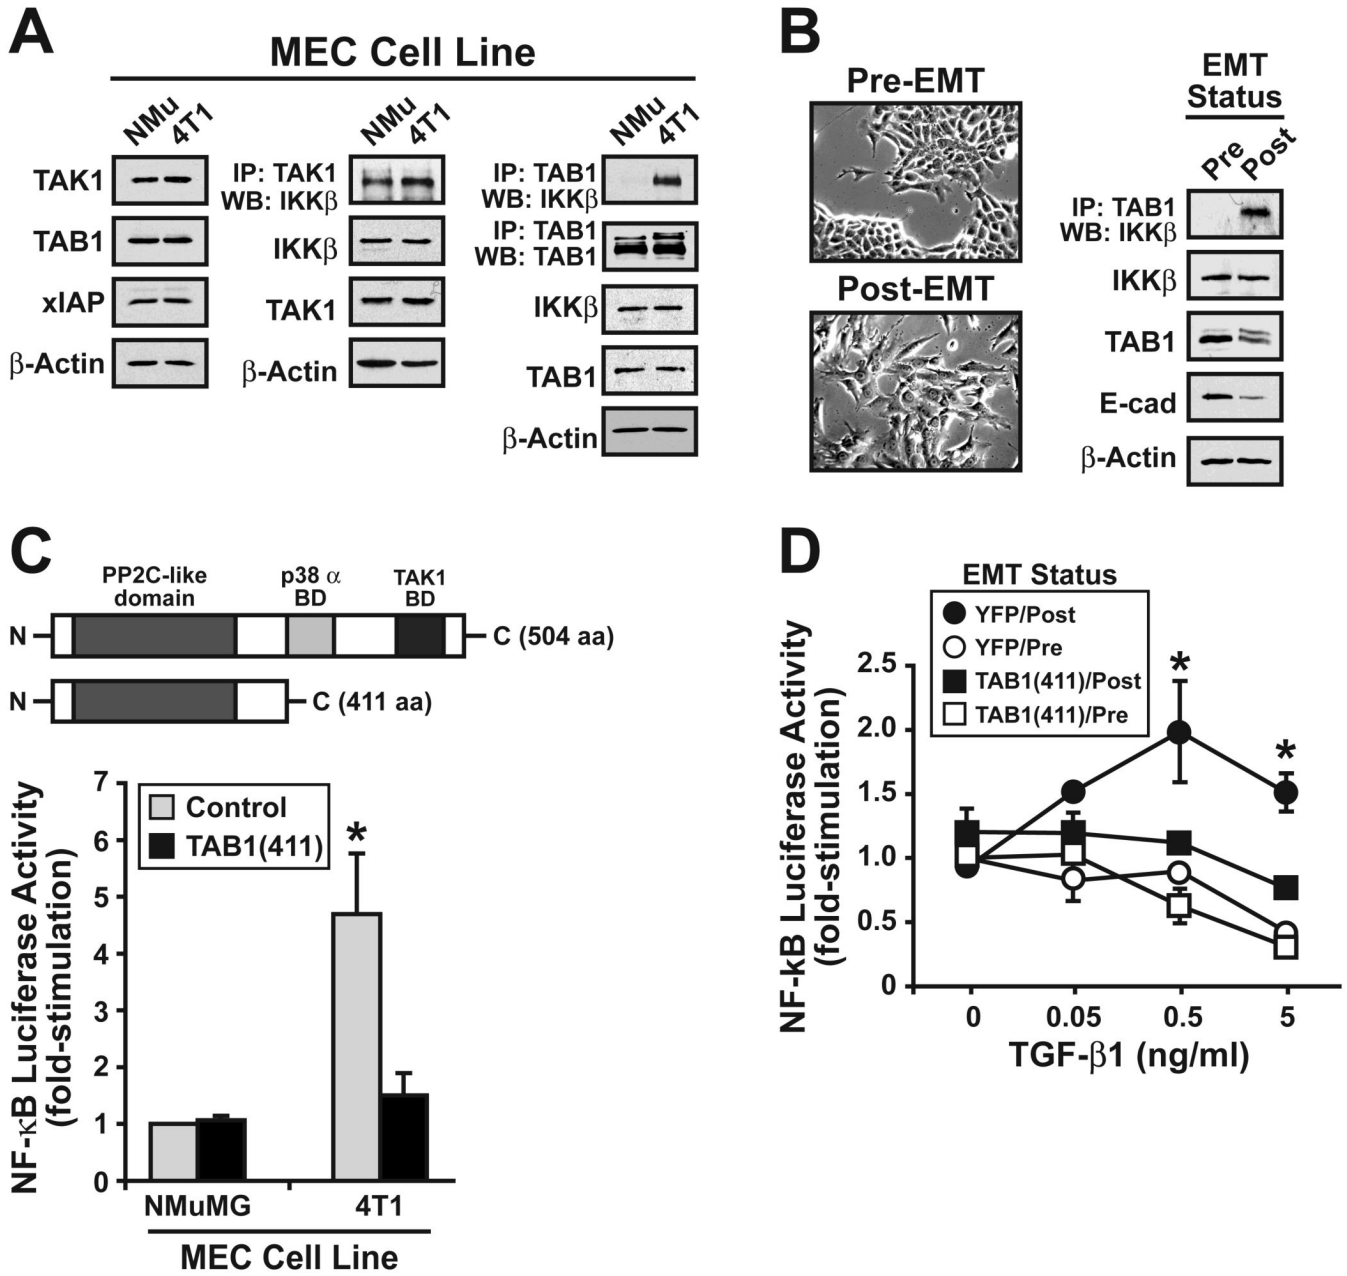 A
MEC Cell Line
NMu
4T1
TAK1
TAB1
xIAP
β-Actin
NMu
4T1
IP: TAK1
WB: IKKβ
IKKβ
TAK1
β-Actin
NMu
4T1
IP: TAB1
WB: IKKβ
IP: TAB1
WB: TAB1
IKKβ
TAB1
β-Actin
B
Pre-EMT
Post-EMT
EMT
Status
Pre
Post
IP: TAB1
WB: IKKβ
IKKβ
TAB1
E-cad
β-Actin
C
PP2C-like
domain
p38 α
BD
TAK1
BD
N
C (504 aa)
N
C (411 aa)
NF-κB Luciferase Activity
(fold-stimulation)
7
6
5
4
3
2
1
0
Control
TAB1(411)
*
NMuMG
4T1
MEC Cell Line
D
EMT Status
YFP/Post
YFP/Pre
TAB1(411)/Post
TAB1(411)/Pre
NF-kB Luciferase Activity
(fold-stimulation)
2.5
2.0
1.5
1.0
0.5
0
*
*
0
0.05
0.5
5
TGF-β1 (ng/ml)